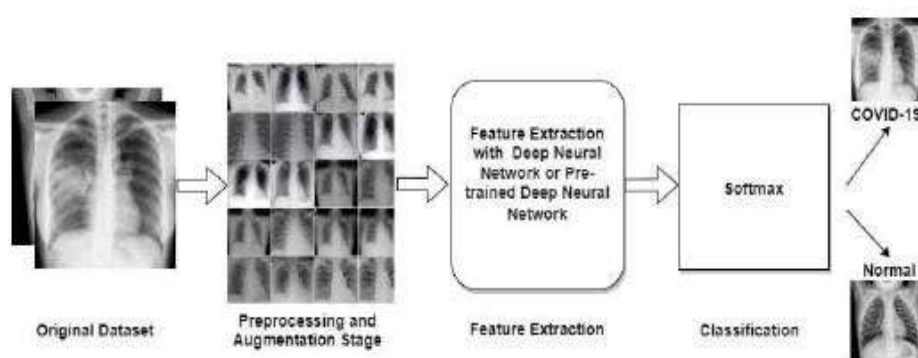 COVID-19
Feature Extraction
with Deep Neural
Network or Pre-
trained Deep Neural
Network
Softmax
Normal
Original Dataset
Preprocessing and
Augmentation Stage
Feature Extraction
Classification